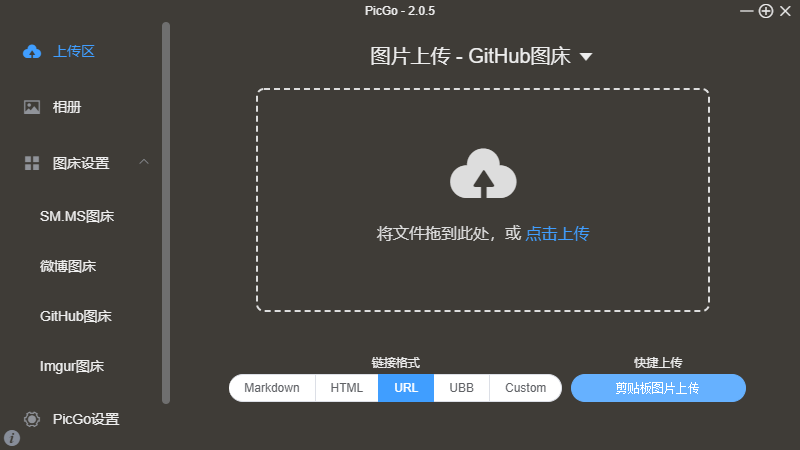 PicGo - 2.0.5
上传区
相册
图床设置
SM.MS图床
微博图床
GitHub图床
Imgur图床
PicGo设置
i
图片上传 - GitHub图床
将文件拖到此处，或 点击上传
链接格式
Markdown HTML URL UBB Custom
快捷上传
剪贴板图片上传